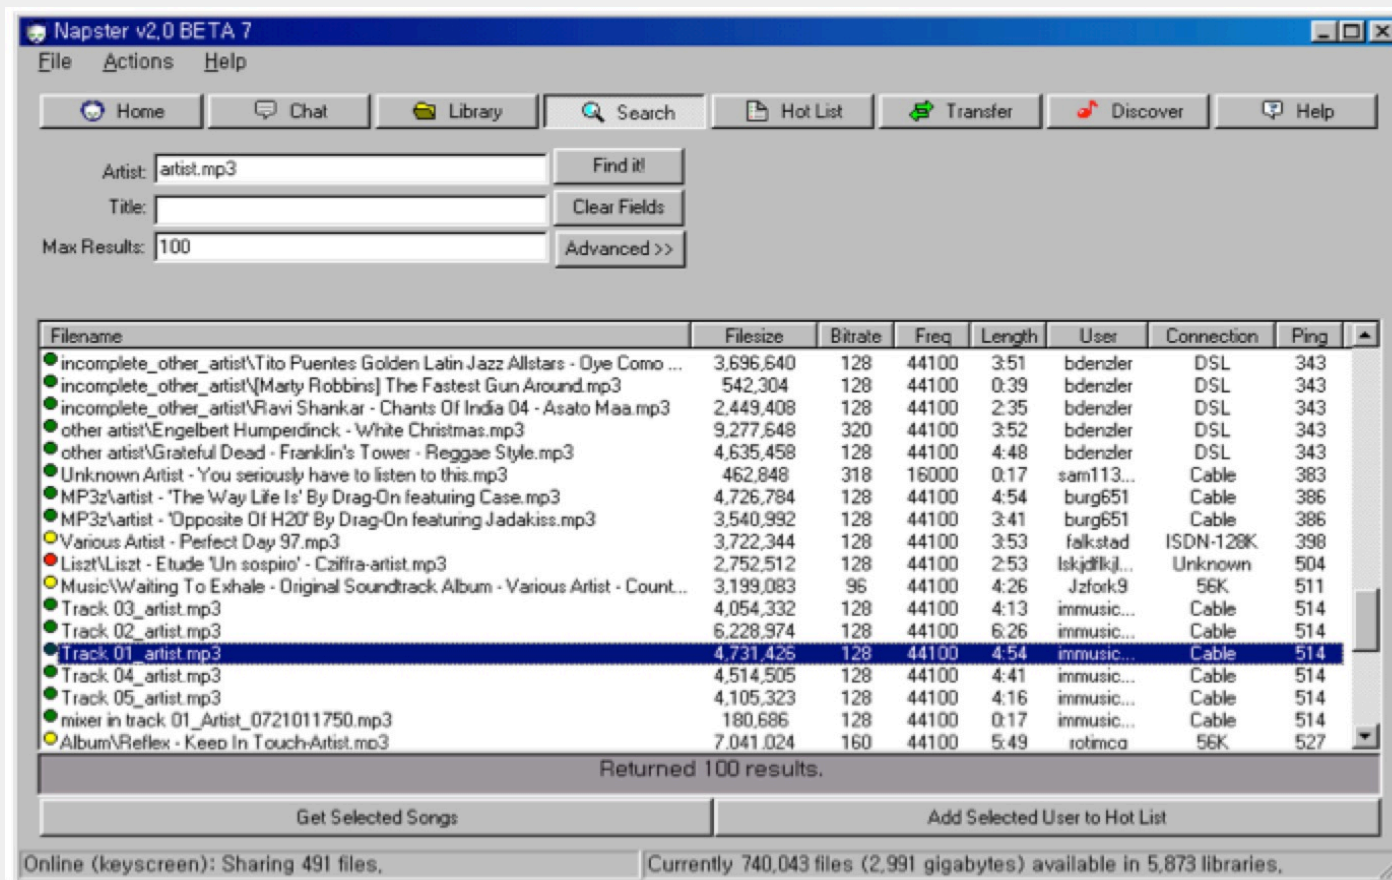 Napster v2,0 BETA 7
File Actions Help
Home Chat Library Search Hot List Transfer Discover Help
Artist: artist.mp3 Find it!
Title: Clear Fields
Max Results: 100 Advanced >>
Filename Filesize Bitrate Freq Length User Connection Ping
incomplete_other_artist\Tito Puentes Golden Latin Jazz Allstars - Oye Como ... 3,696,640 128 44100 3:51 bdenzler DSL 343
incomplete_other_artist\[Marty Robbins] The Fastest Gun Around.mp3 542,304 128 44100 0:39 bdenzler DSL 343
incomplete_other_artist\Ravi Shankar - Chants Of India 04 - Asato Maa.mp3 2,449,408 128 44100 2:35 bdenzler DSL 343
other artist\Engelbert Humperdinck - White Christmas.mp3 9,277,648 320 44100 3:52 bdenzler DSL 343
other artist\Grateful Dead - Franklin's Tower - Reggae Style.mp3 4,635,458 128 44100 4:48 bdenzler DSL 343
Unknown Artist - You seriously have to listen to this.mp3 462,848 318 16000 0:17 sam113... Cable 383
MP3z\artist - 'The Way Life Is' By Drag-On featuring Case.mp3 4,726,784 128 44100 4:54 burg651 Cable 386
MP3z\artist - 'Opposite Of H20' By Drag-On featuring Jadakiss.mp3 3,540,992 128 44100 3:41 burg651 Cable 386
Various Artist - Perfect Day 97.mp3 3,722,344 128 44100 3:53 falkstad ISDN-128K 398
Liszt\Liszt - Etude 'Un sospiro' - Cziffra-artist.mp3 2,752,512 128 44100 2:53 lskjdflkjl... Unknown 504
Music\Waiting To Exhale - Original Soundtrack Album - Various Artist - Count... 3,199,083 96 44100 4:26 Jzfork9 56K 511
Track 03_artist.mp3 4,054,332 128 44100 4:13 immusic... Cable 514
Track 02_artist.mp3 6,228,974 128 44100 6:26 immusic... Cable 514
Track 01_artist.mp3 4,731,426 128 44100 4:54 immusic... Cable 514
Track 04_artist.mp3 4,514,505 128 44100 4:41 immusic... Cable 514
Track 05_artist.mp3 4,105,323 128 44100 4:16 immusic... Cable 514
mixer in track 01_Artist_0721011750.mp3 180,686 128 44100 0:17 immusic... Cable 514
Album\Reflex - Keep In Touch-Artist.mp3 7,041,024 160 44100 5:49 rotimcg 56K 527
Returned 100 results.
Get Selected Songs Add Selected User to Hot List
Online (keyscreen): Sharing 491 files, Currently 740,043 files (2,991 gigabytes) available in 5,873 libraries,